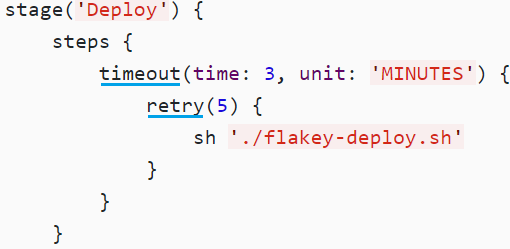 stage('Deploy') {
    steps {
        timeout(time: 3, unit: 'MINUTES') {
            retry(5) {
                sh './flakey-deploy.sh'
            }
        }
    }